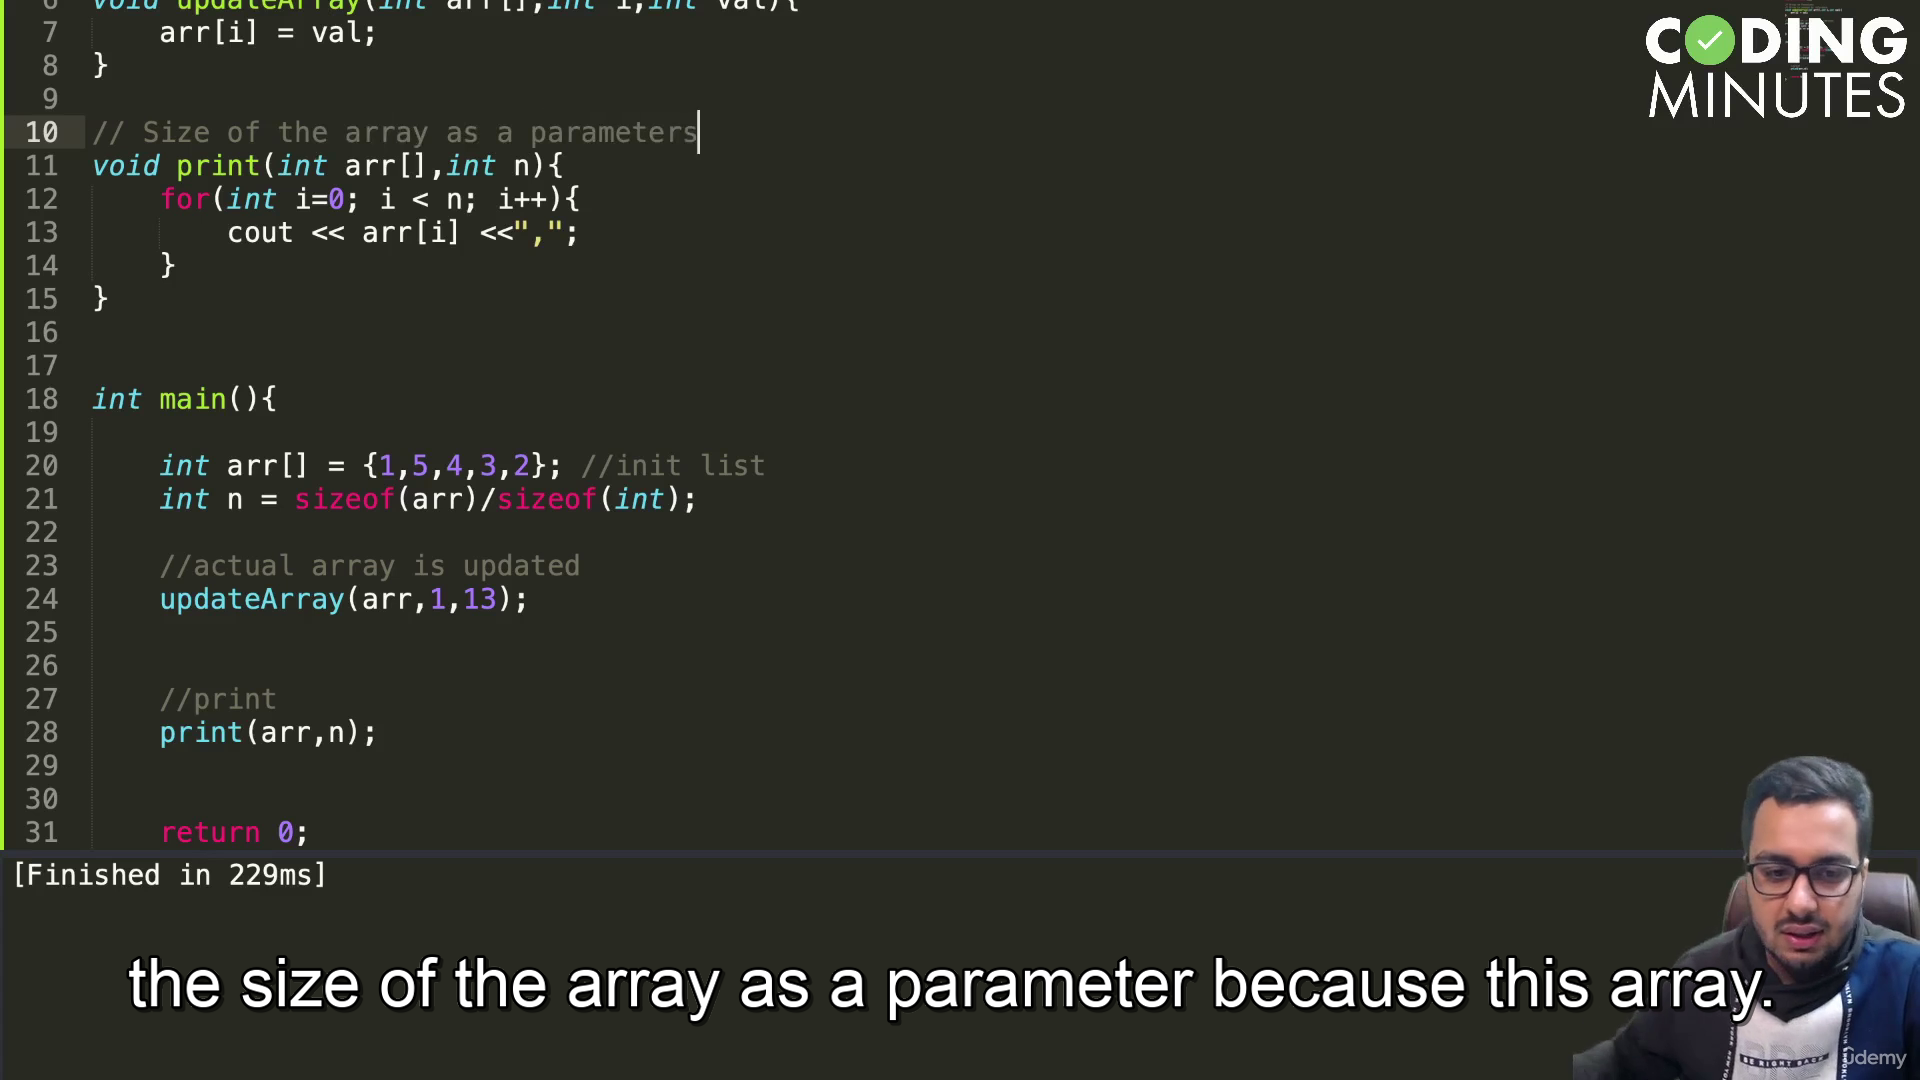 6 void updateArray(int arr[],int i,int val){
7     arr[i] = val;
8 }
9
10 // Size of the array as a parameters
11 void print(int arr[],int n){
12     for(int i=0; i < n; i++){
13         cout << arr[i] <<",";
14     }
15 }
16
17
18 int main(){
19
20     int arr[] = {1,5,4,3,2}; //init list
21     int n = sizeof(arr)/sizeof(int);
22
23     //actual array is updated
24     updateArray(arr,1,13);
25
26
27     //print
28     print(arr,n);
29
30
31     return 0;
[Finished in 229ms]
the size of the array as a parameter because this array.
CODING
MINUTES
BE RIGHT BACK
ûdemy